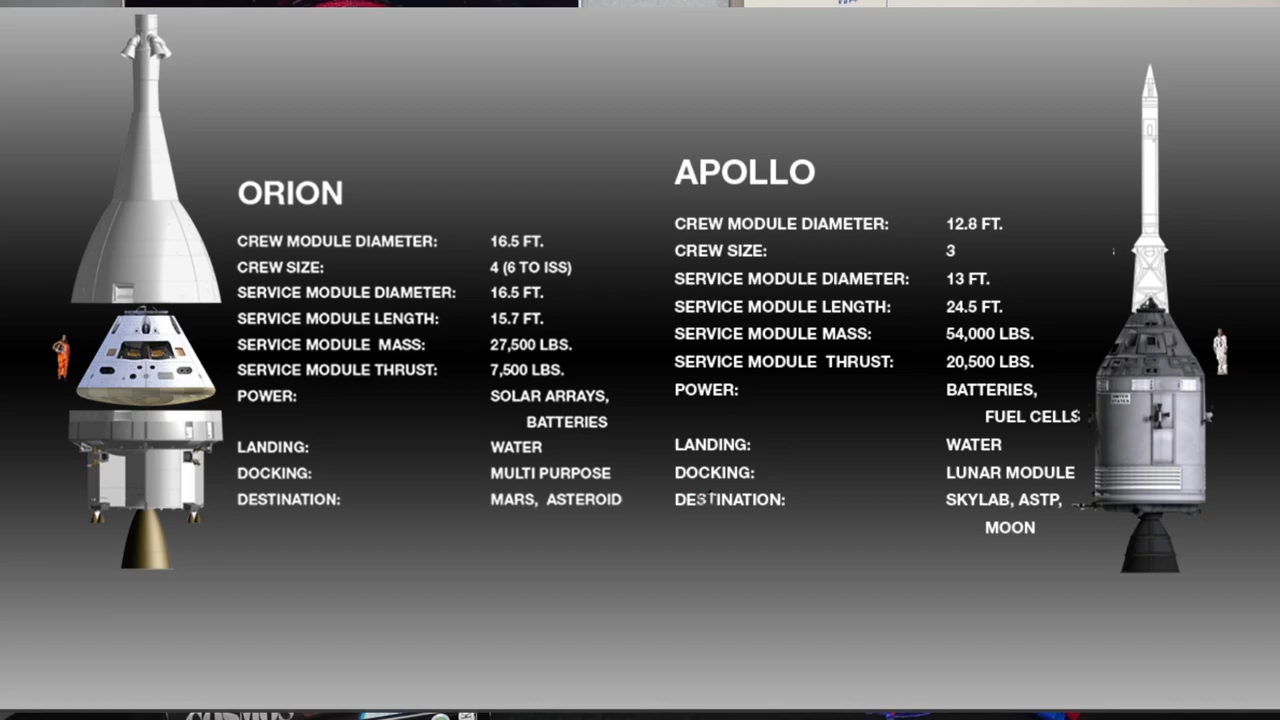 ORION
CREW MODULE DIAMETER: 16.5 FT.
CREW SIZE: 4 (6 TO ISS)
SERVICE MODULE DIAMETER: 16.5 FT.
SERVICE MODULE LENGTH: 15.7 FT.
SERVICE MODULE MASS: 27,500 LBS.
SERVICE MODULE THRUST: 7,500 LBS.
POWER: SOLAR ARRAYS,
BATTERIES
LANDING: WATER
DOCKING: MULTI PURPOSE
DESTINATION: MARS, ASTEROID
APOLLO
CREW MODULE DIAMETER: 12.8 FT.
CREW SIZE: 3
SERVICE MODULE DIAMETER: 13 FT.
SERVICE MODULE LENGTH: 24.5 FT.
SERVICE MODULE MASS: 54,000 LBS.
SERVICE MODULE THRUST: 20,500 LBS.
POWER: BATTERIES,
FUEL CELLS
LANDING: WATER
DOCKING: LUNAR MODULE
DESTINATION: SKYLAB, ASTP,
MOON
UNITED
STATES